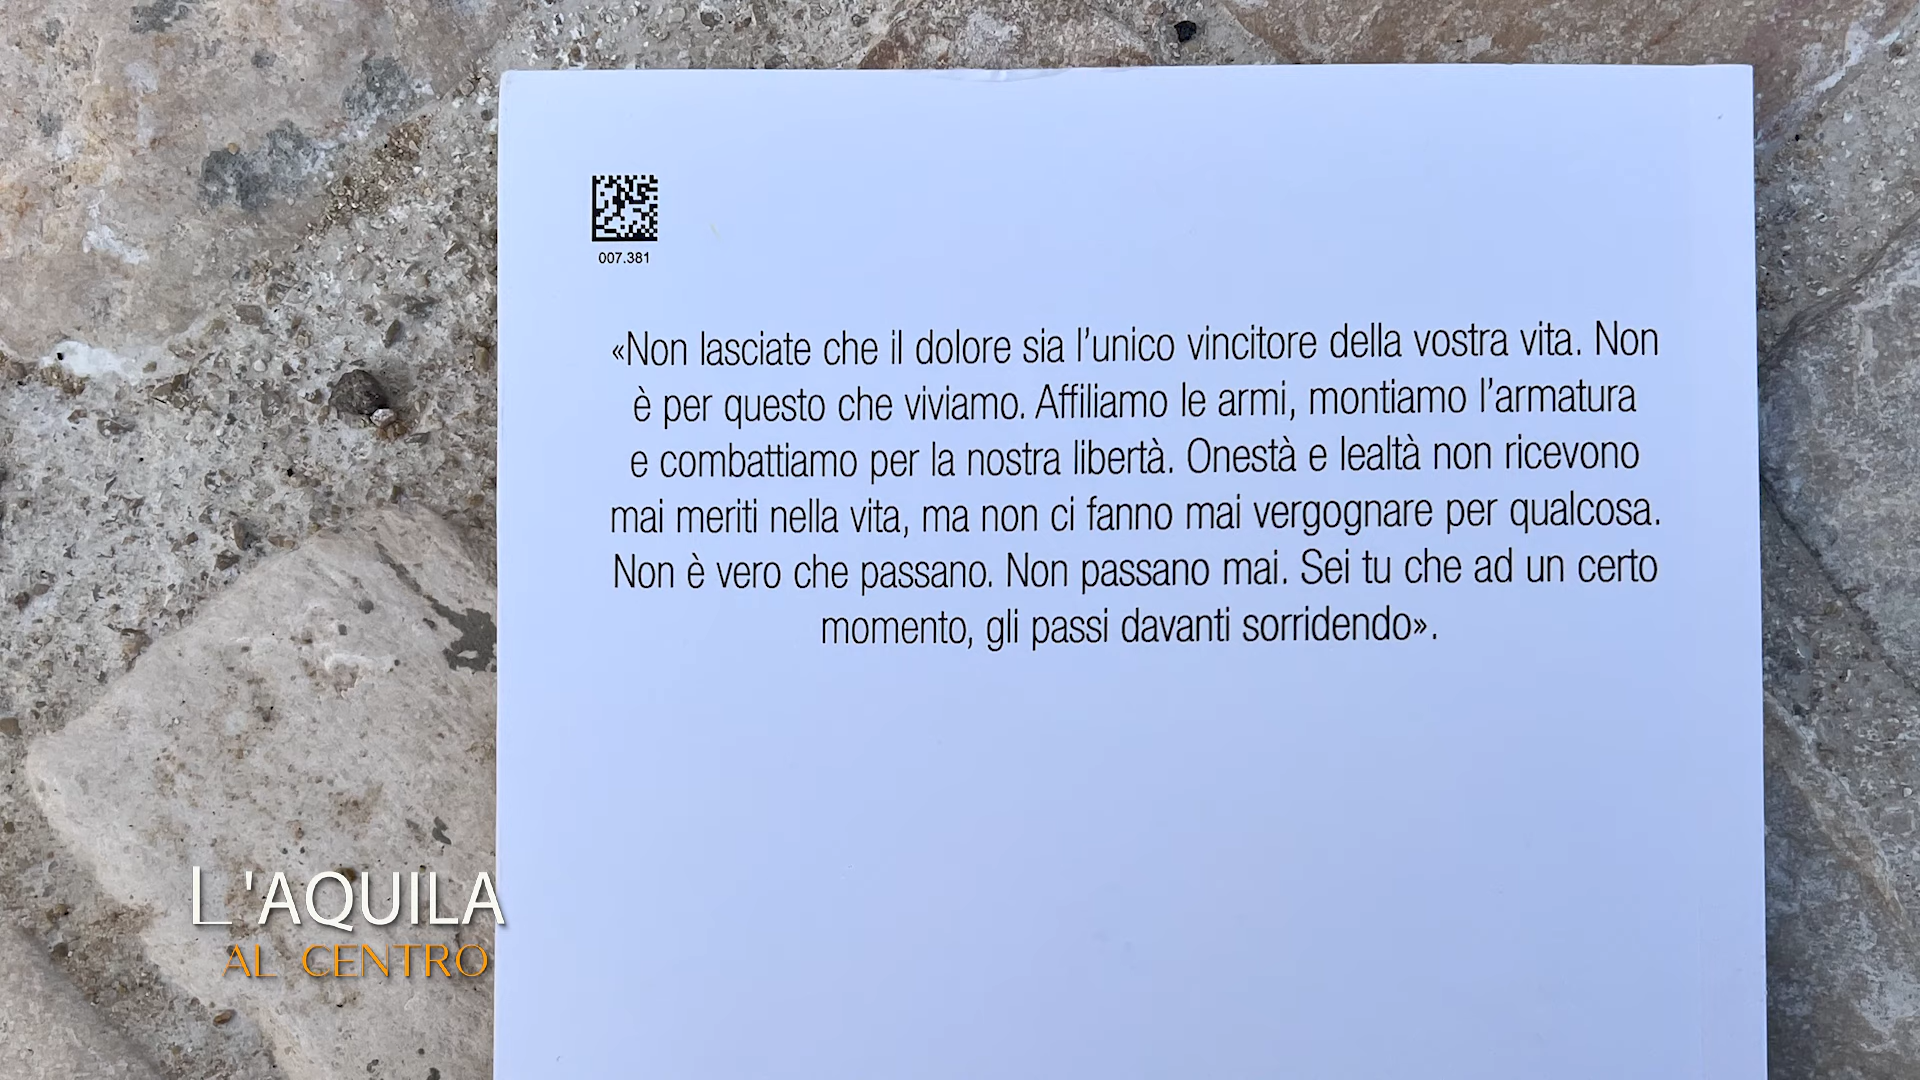 007.381
«Non lasciate che il dolore sia l’unico vincitore della vostra vita. Non
è per questo che viviamo. Affiliamo le armi, montiamo l’armatura
e combattiamo per la nostra libertà. Onestà e lealtà non ricevono
mai meriti nella vita, ma non ci fanno mai vergognare per qualcosa.
Non è vero che passano. Non passano mai. Sei tu che ad un certo
momento, gli passi davanti sorridendo».
L'AQUILA
AL CENTRO